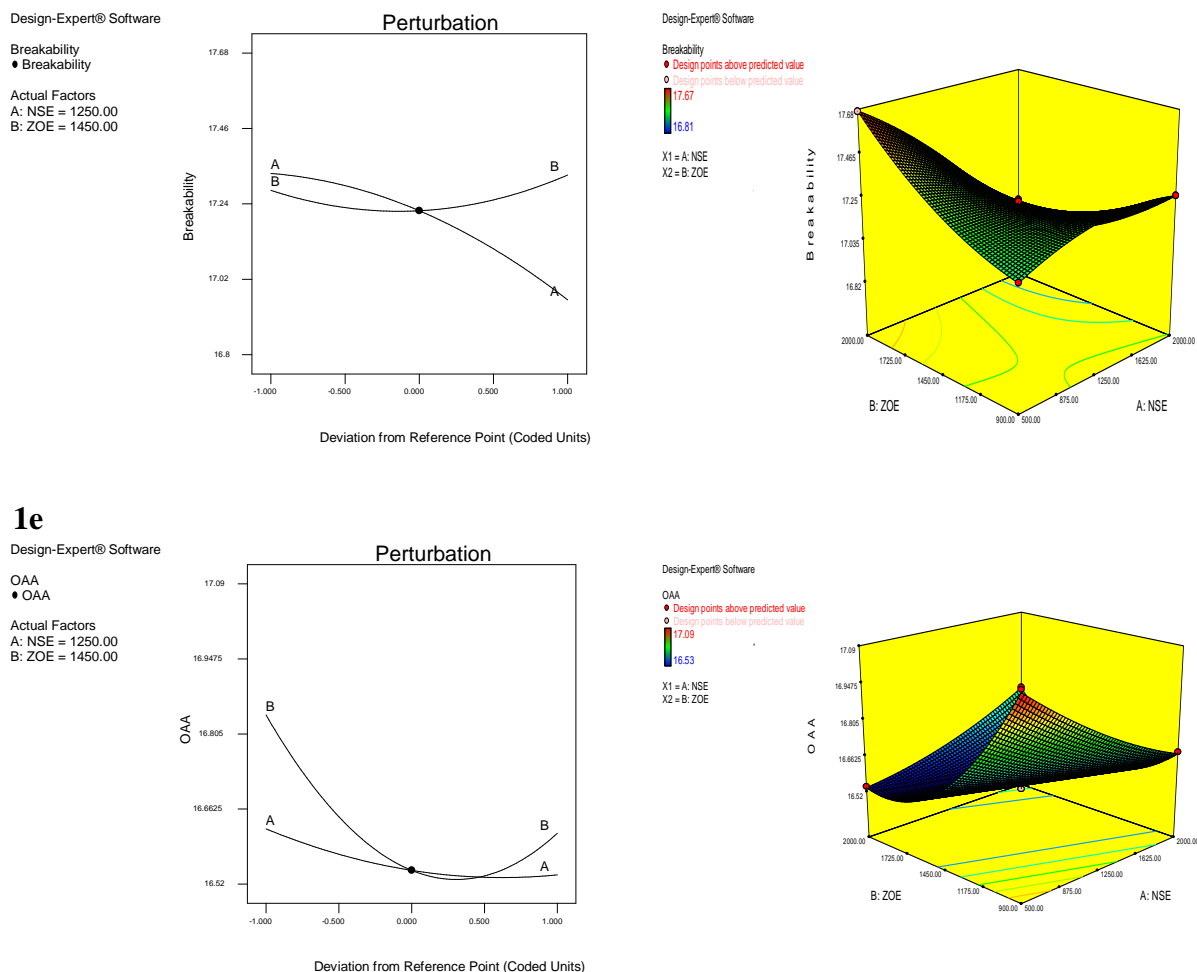 Design-Expert® Software
Breakability
Breakability
Actual Factors
A: NSE = 1250.00
B: ZOE = 1450.00
Perturbation
17.68
17.46
17.24
17.02
16.8
Breakability
A
B
B
A
-1.000 -0.500 0.000 0.500 1.000
Deviation from Reference Point (Coded Units)
Design-Expert® Software
Breakability
Design points above predicted value
Design points below predicted value
17.67
16.81
X1 = A: NSE
X2 = B: ZOE
17.68
17.465
17.25
17.035
16.82
Breakability
2000.00
1725.00
1450.00
1175.00
900.00
B: ZOE
500.00
875.00
1250.00
1625.00
2000.00
A: NSE
1e
Design-Expert® Software
OAA
OAA
Actual Factors
A: NSE = 1250.00
B: ZOE = 1450.00
Perturbation
17.09
16.9475
16.805
16.6625
16.52
OAA
B
A
B
A
-1.000 -0.500 0.000 0.500 1.000
Deviation from Reference Point (Coded Units)
Design-Expert® Software
OAA
Design points above predicted value
Design points below predicted value
17.09
16.53
X1 = A: NSE
X2 = B: ZOE
17.09
16.9475
16.805
16.6625
16.52
OAA
2000.00
1725.00
1450.00
1175.00
900.00
B: ZOE
500.00
875.00
1250.00
1625.00
2000.00
A: NSE